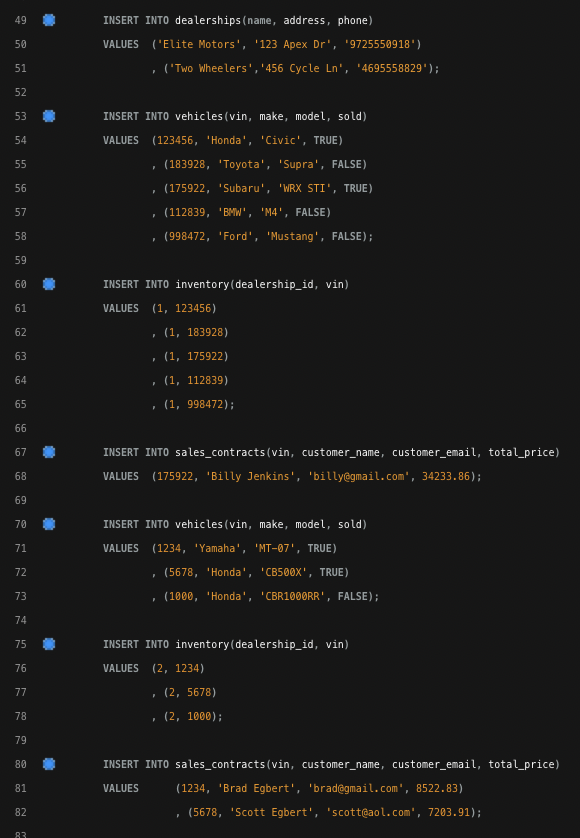 49 INSERT INTO dealerships(name, address, phone)
50 VALUES ('Elite Motors', '123 Apex Dr', '9725550918')
51 , ('Two Wheelers','456 Cycle Ln', '4695558829');
52
53 INSERT INTO vehicles(vin, make, model, sold)
54 VALUES (123456, 'Honda', 'Civic', TRUE)
55 , (183928, 'Toyota', 'Supra', FALSE)
56 , (175922, 'Subaru', 'WRX STI', TRUE)
57 , (112839, 'BMW', 'M4', FALSE)
58 , (998472, 'Ford', 'Mustang', FALSE);
59
60 INSERT INTO inventory(dealership_id, vin)
61 VALUES (1, 123456)
62 , (1, 183928)
63 , (1, 175922)
64 , (1, 112839)
65 , (1, 998472);
66
67 INSERT INTO sales_contracts(vin, customer_name, customer_email, total_price)
68 VALUES (175922, 'Billy Jenkins', 'billy@gmail.com', 34233.86);
69
70 INSERT INTO vehicles(vin, make, model, sold)
71 VALUES (1234, 'Yamaha', 'MT-07', TRUE)
72 , (5678, 'Honda', 'CB500X', TRUE)
73 , (1000, 'Honda', 'CBR1000RR', FALSE);
74
75 INSERT INTO inventory(dealership_id, vin)
76 VALUES (2, 1234)
77 , (2, 5678)
78 , (2, 1000);
79
80 INSERT INTO sales_contracts(vin, customer_name, customer_email, total_price)
81 VALUES (1234, 'Brad Egbert', 'brad@gmail.com', 8522.83)
82 , (5678, 'Scott Egbert', 'scott@aol.com', 7203.91);
83